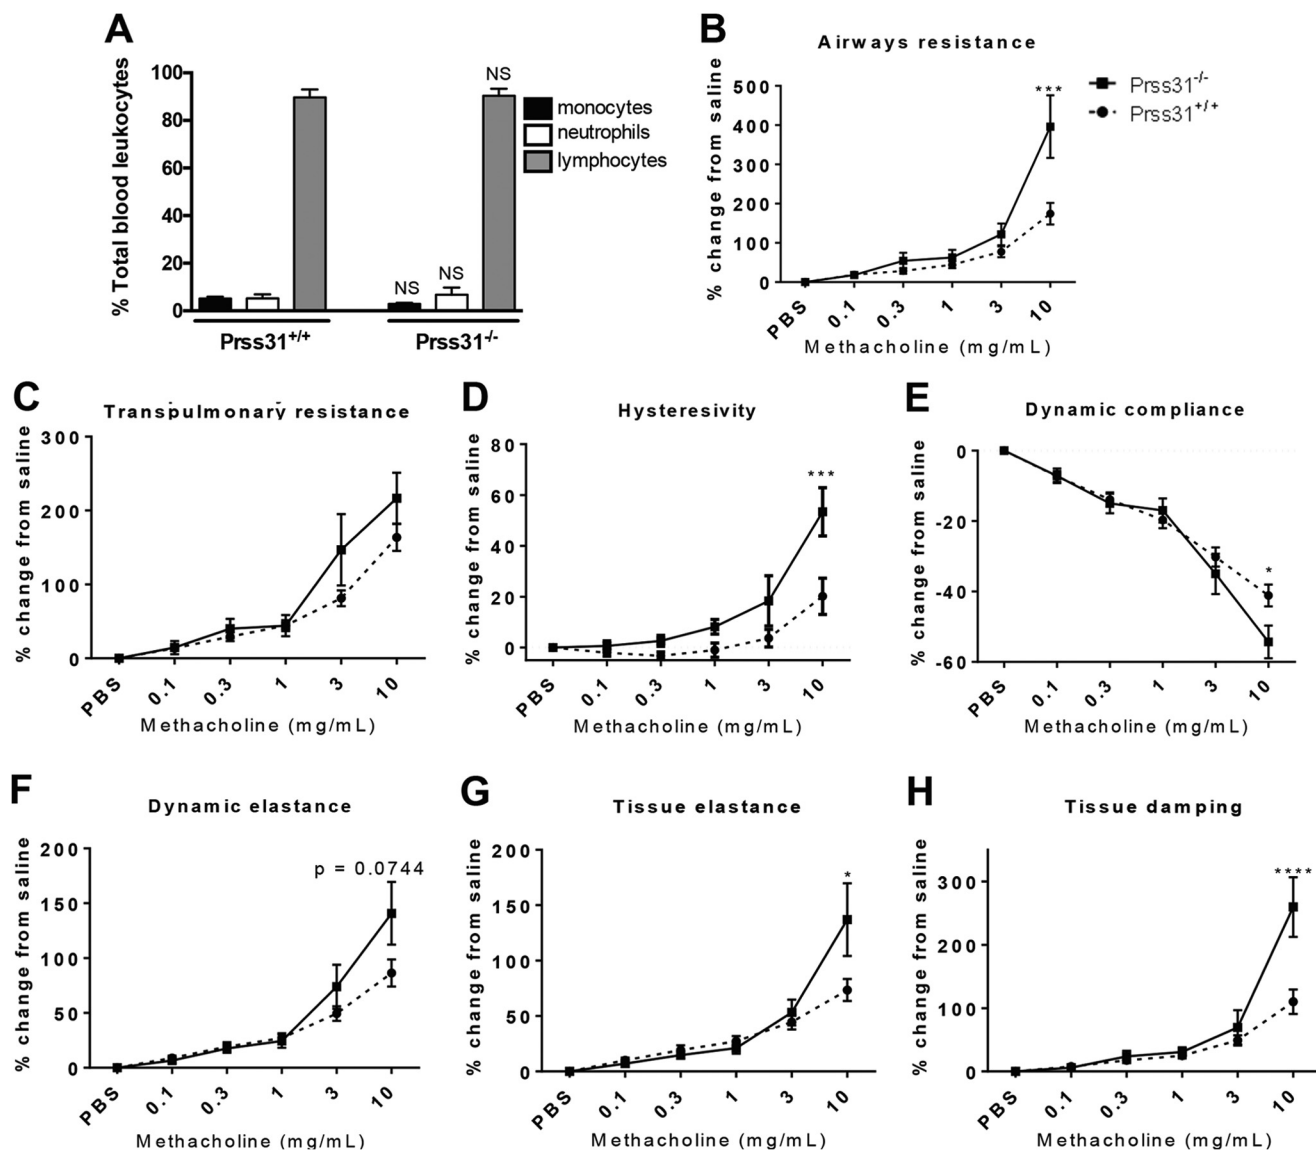 A
% Total blood leukocytes
100
80
60
40
20
0
NS
NS
NS
monocytes
neutrophils
lymphocytes
Prss31+/+
Prss31-/-
B
Airways resistance
% change from saline
500
400
300
200
100
0
***
Prss31-/-
Prss31+/+
PBS
0.1
0.3
1
3
10
Methacholine (mg/mL)
C
Transpulmonary resistance
% change from saline
300
200
100
0
PBS
0.1
0.3
1
3
10
Methacholine (mg/mL)
D
Hysteresivity
% change from saline
80
60
40
20
0
***
PBS
0.1
0.3
1
3
10
Methacholine (mg/mL)
E
Dynamic compliance
% change from saline
0
-20
-40
-60
*
PBS
0.1
0.3
1
3
10
Methacholine (mg/mL)
F
Dynamic elastance
% change from saline
200
150
100
50
0
p = 0.0744
PBS
0.1
0.3
1
3
10
Methacholine (mg/mL)
G
Tissue elastance
% change from saline
200
150
100
50
0
*
PBS
0.1
0.3
1
3
10
Methacholine (mg/mL)
H
Tissue damping
% change from saline
300
200
100
0
****
PBS
0.1
0.3
1
3
10
Methacholine (mg/mL)